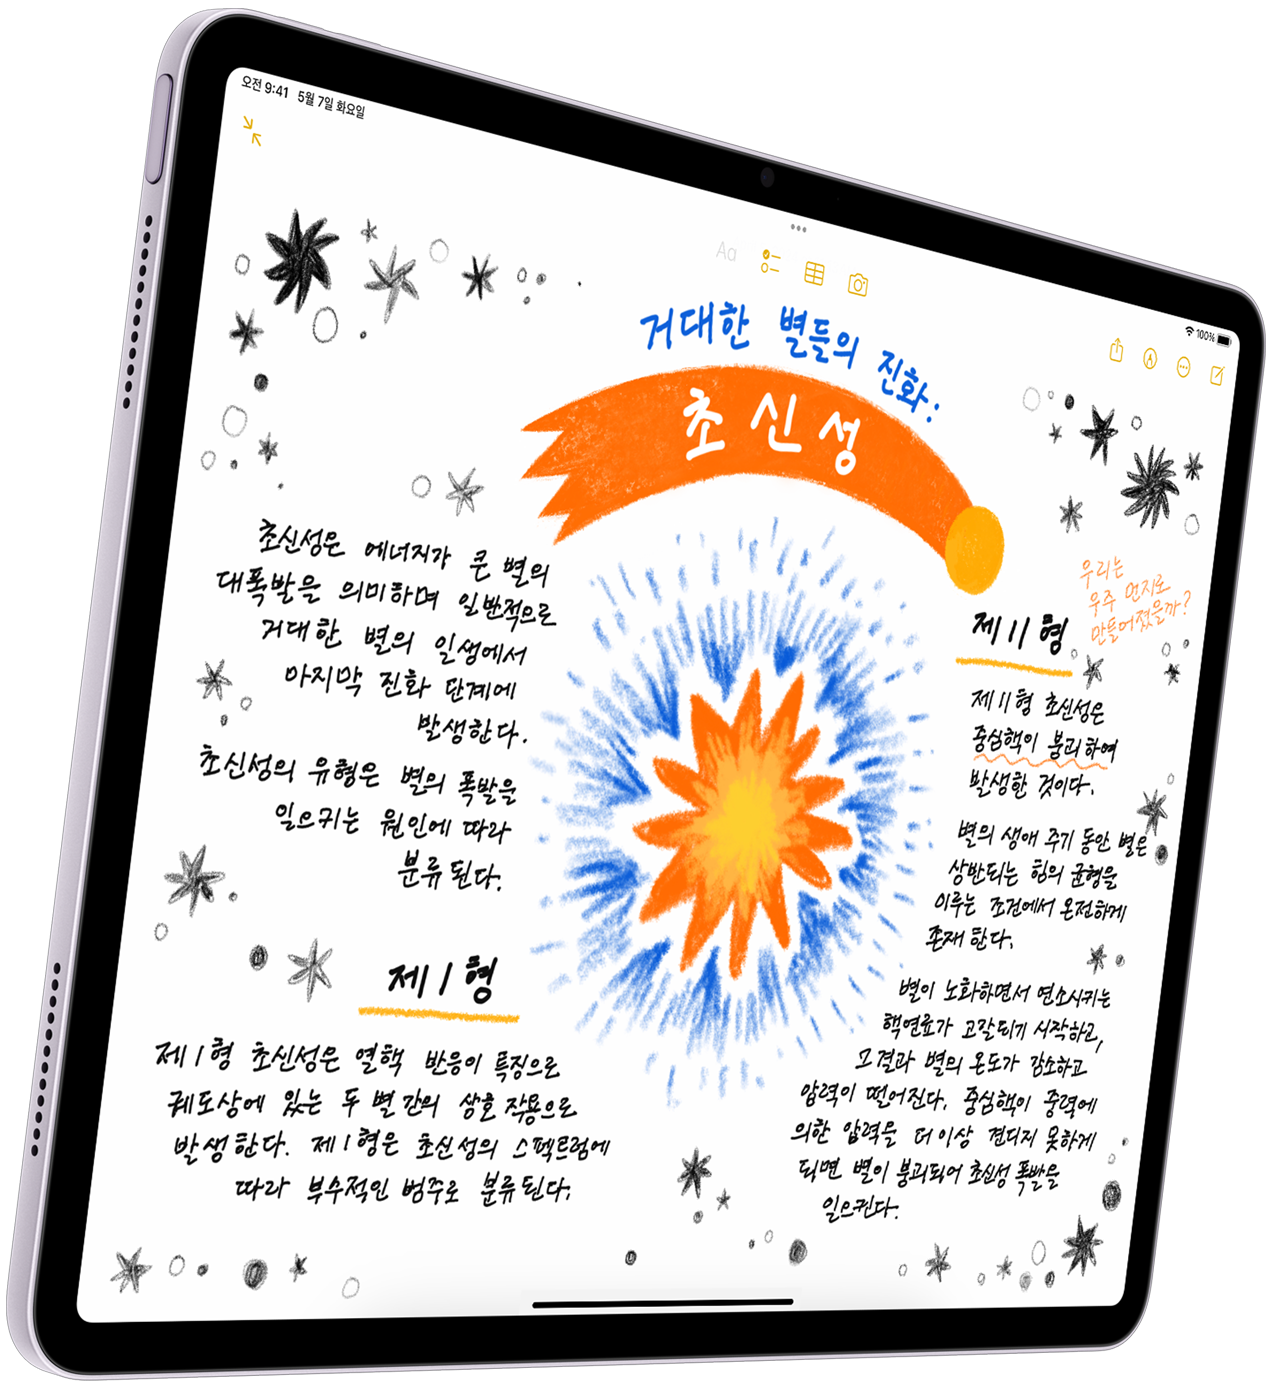 오전 9:41 5월 7일 화요일
Aa
100%
거대한 별들의 진화:
초신성
초신성은 에너지가 큰 별의
대폭발을 의미하며 일반적으로
거대한 별의 일생에서
마지막 진화 단계에
발생한다.
초신성의 유형은 별의 폭발을
일으키는 원인에 따라
분류된다.
제 I 형
제 I 형 초신성은 열핵 반응이 특징으로
궤도상에 있는 두 별 간의 상호 작용으로
발생한다. 제 I 형은 초신성의 스펙트럼에
따라 부수적인 범주로 분류된다.
우리는
우주 먼지로
만들어졌을까?
제 II 형
제 II 형 초신성은
중심핵이 붕괴하여
발생한 것이다.
별의 생애 주기 동안 별은
상반되는 힘의 균형을
이루는 조건에서 온전하게
존재한다.
별이 노화하면서 연소시키는
핵연료가 고갈되기 시작하고,
그 결과 별의 온도가 감소하고
압력이 떨어진다. 중심핵이 중력에
의한 압력을 더 이상 견디지 못하게
되면 별이 붕괴되어 초신성 폭발을
일으킨다.